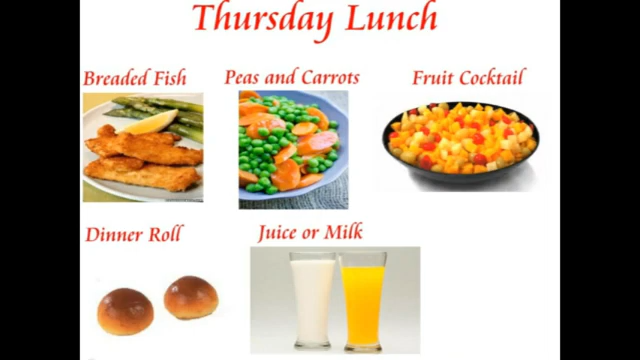 Thursday Lunch
Breaded Fish
Peas and Carrots
Fruit Cocktail
Dinner Roll
Juice or Milk